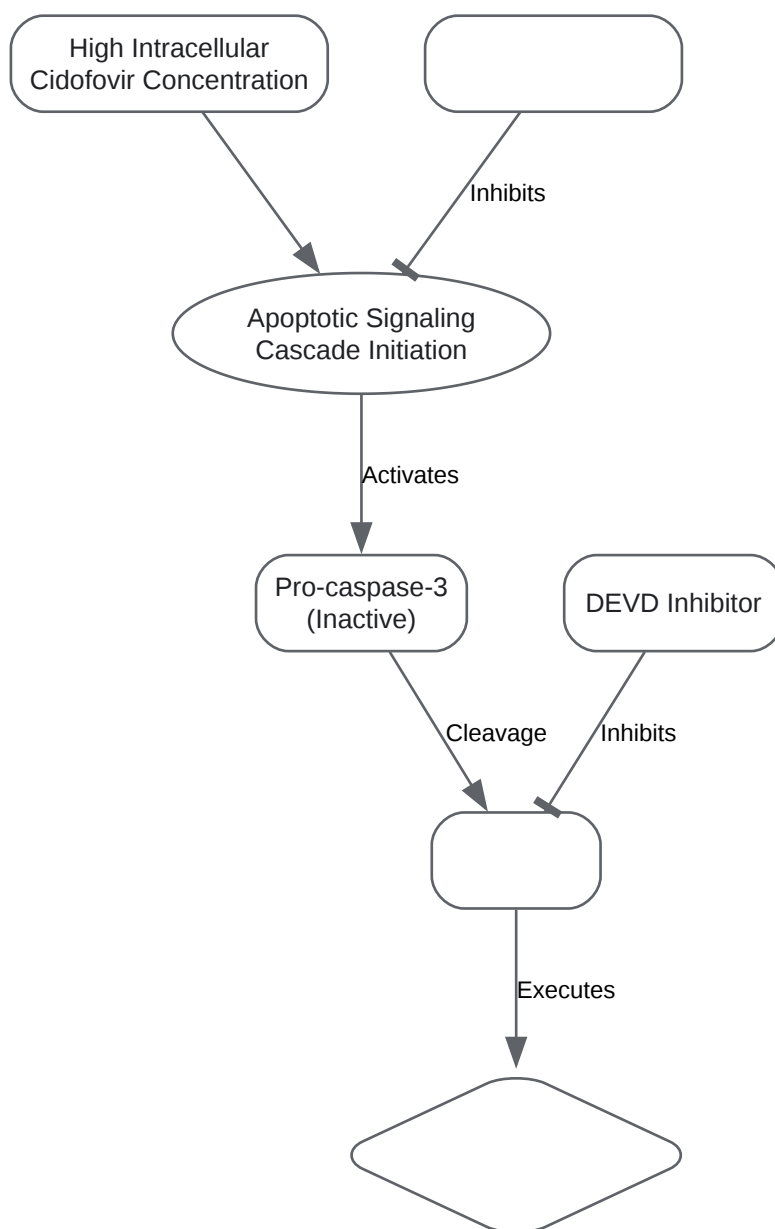 High Intracellular
Cidofovir Concentration
Inhibits
Apoptotic Signaling
Cascade Initiation
Activates
Pro-caspase-3
(Inactive)
DEVD Inhibitor
Cleavage
Inhibits
Executes